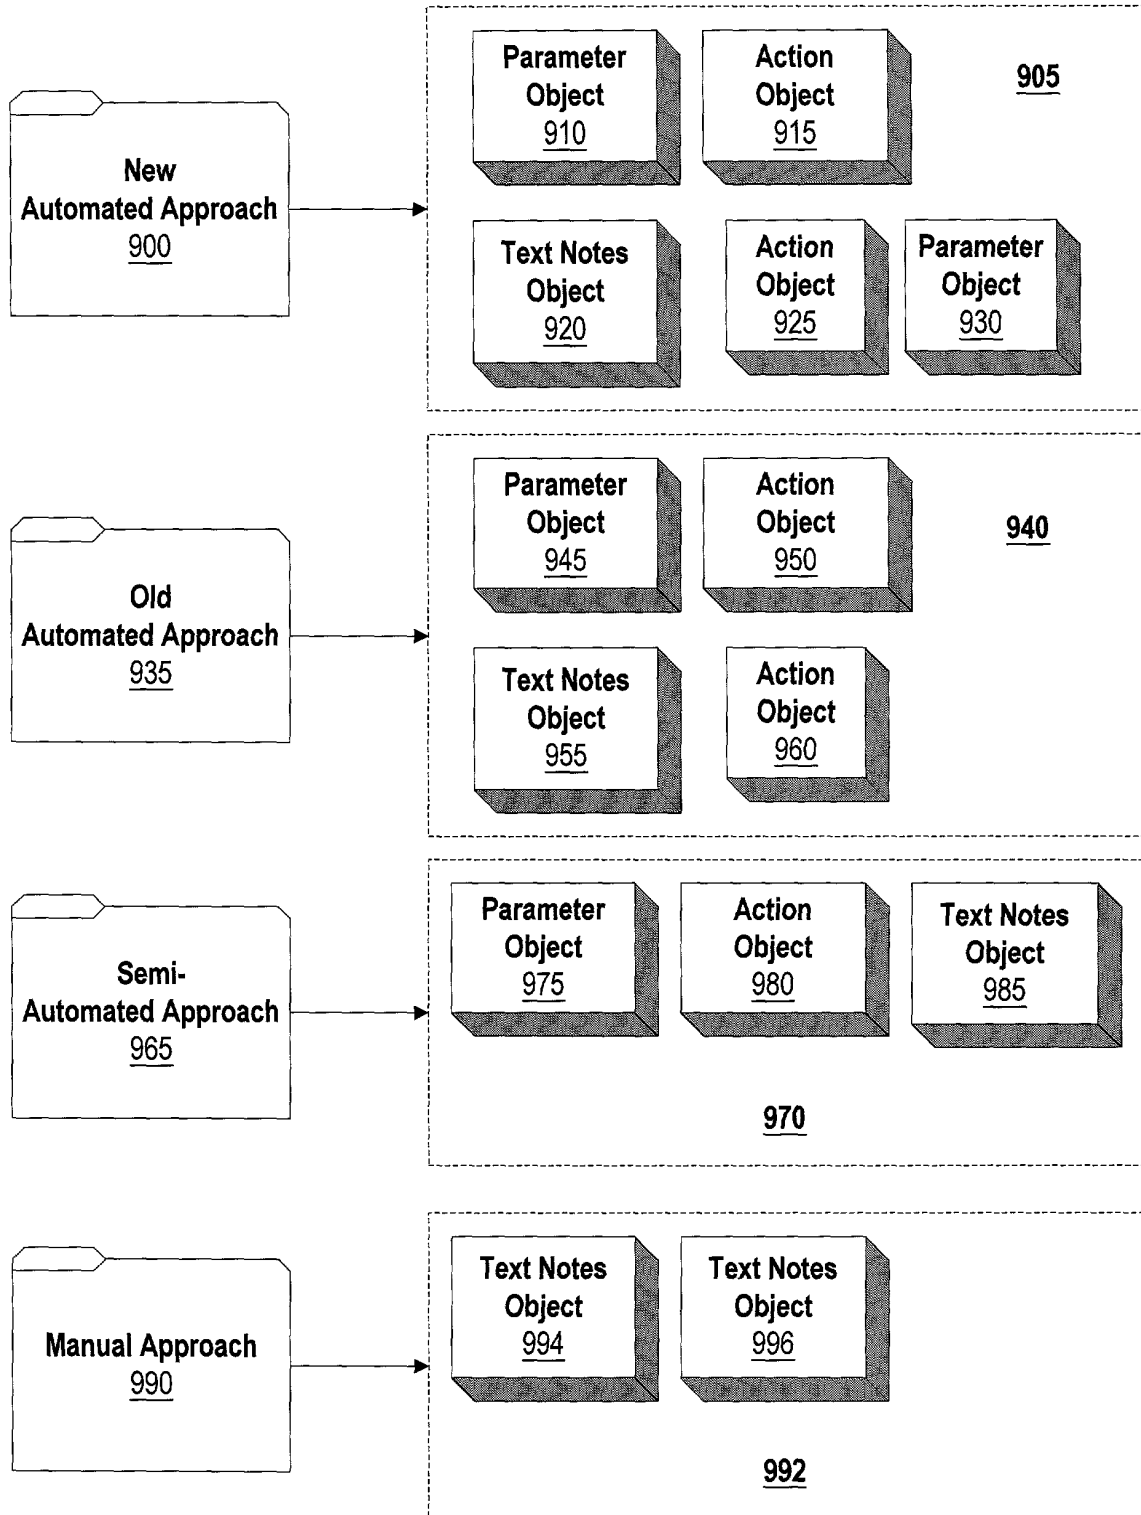 New
Automated Approach
900
Parameter
Object
910
Action
Object
915
905
Text Notes
Object
920
Action
Object
925
Parameter
Object
930
Old
Automated Approach
935
Parameter
Object
945
Action
Object
950
940
Text Notes
Object
955
Action
Object
960
Semi-
Automated Approach
965
Parameter
Object
975
Action
Object
980
Text Notes
Object
985
970
Manual Approach
990
Text Notes
Object
994
Text Notes
Object
996
992